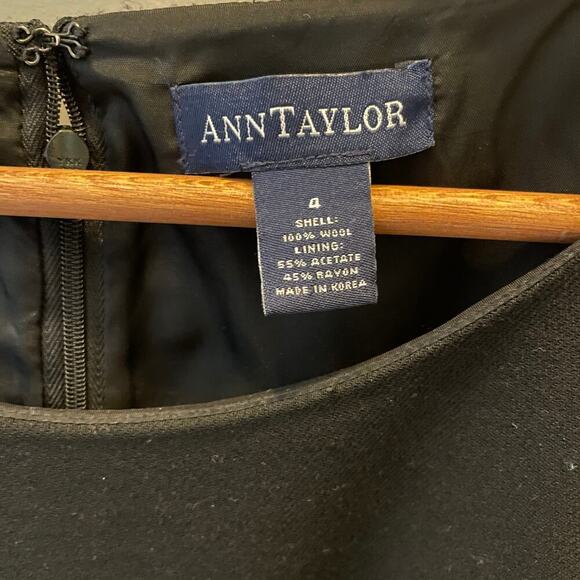 ANNTAYLOR
4
SHELL:
100% WOOL
LINING:
55% ACETATE
45% RAYON
MADE IN KOREA